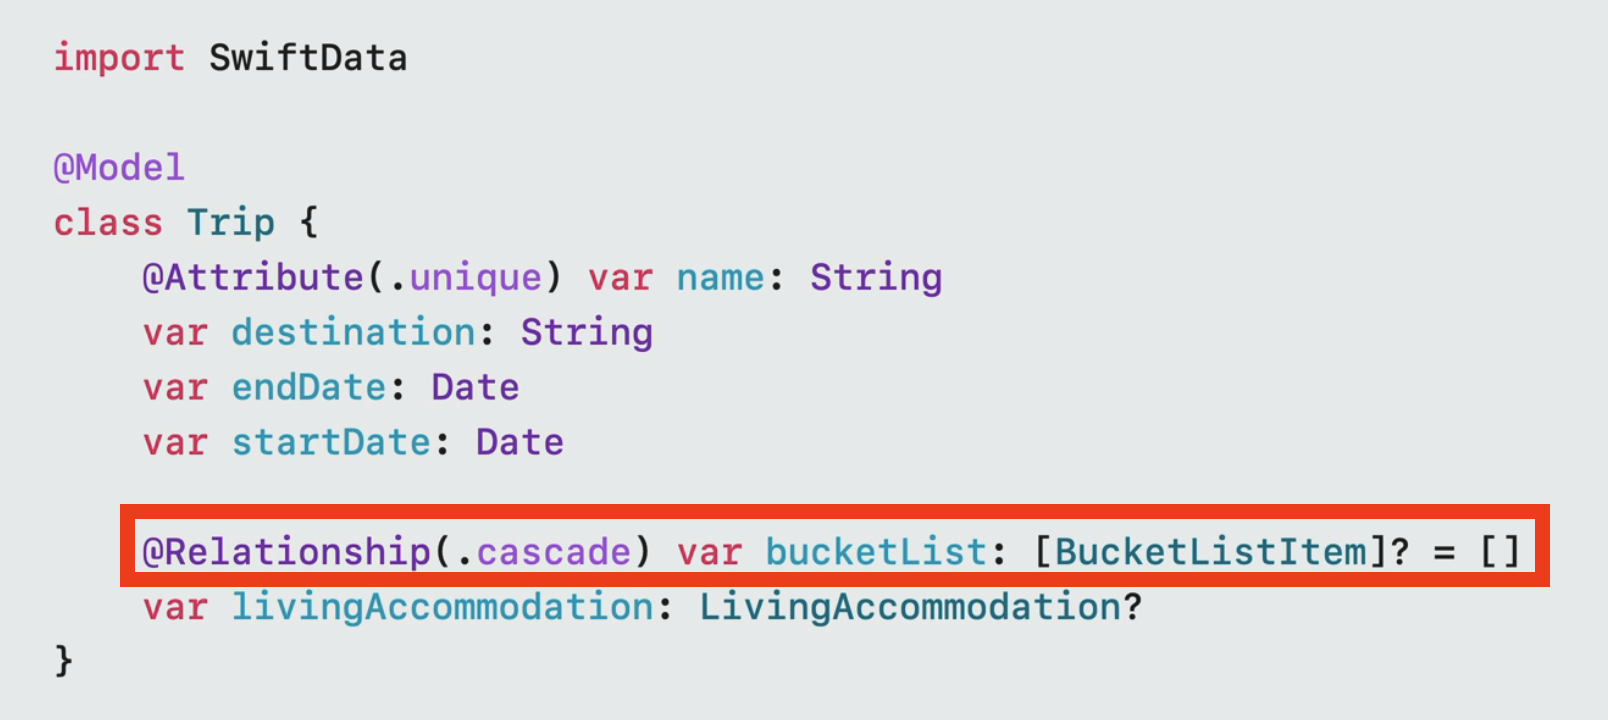 import SwiftData
@Model
class Trip {
@Attribute(.unique) var name: String
var destination: String
var endDate: Date
var startDate: Date
@Relationship(.cascade) var bucketList: [BucketListItem]? = []
var livingAccommodation: LivingAccommodation?
}